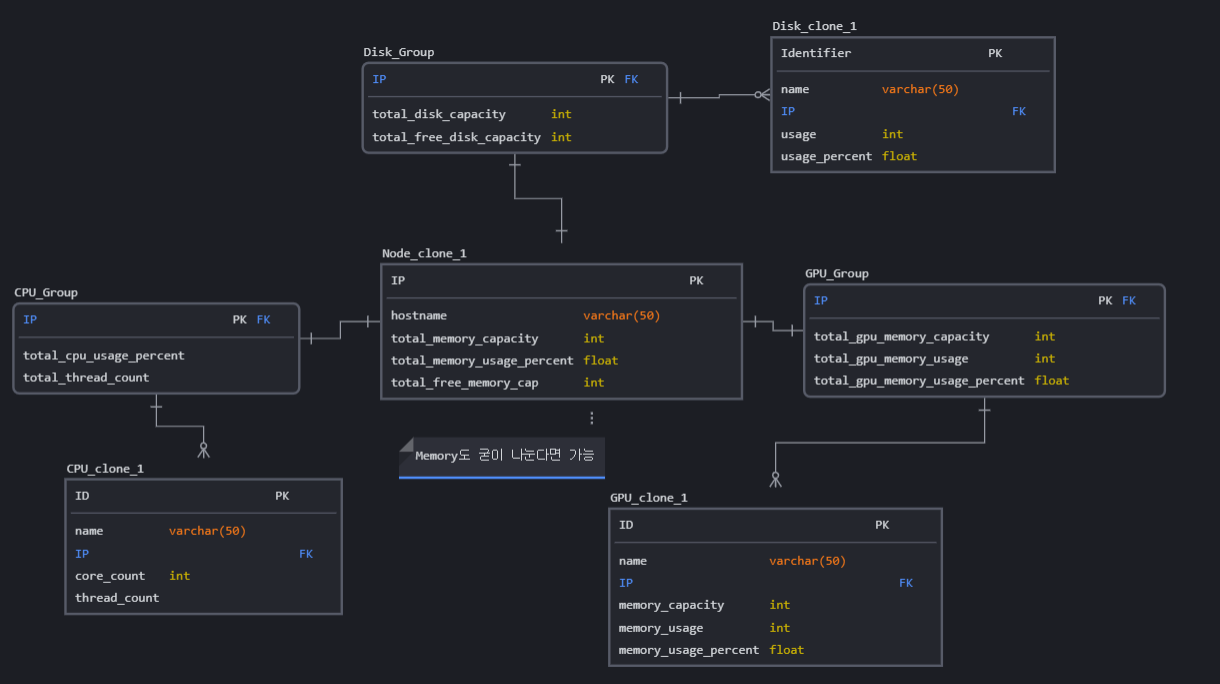 Disk_clone_1
Identifier PK
name varchar(50)
IP FK
usage int
usage_percent float
Disk_Group
IP PK FK
total_disk_capacity int
total_free_disk_capacity int
Node_clone_1
IP PK
hostname varchar(50)
total_memory_capacity int
total_memory_usage_percent float
total_free_memory_cap int
Memory도 굳이 나눈다면 가능
CPU_Group
IP PK FK
total_cpu_usage_percent
total_thread_count
GPU_Group
IP PK FK
total_gpu_memory_capacity int
total_gpu_memory_usage int
total_gpu_memory_usage_percent float
CPU_clone_1
ID PK
name varchar(50)
IP FK
core_count int
thread_count
GPU_clone_1
ID PK
name varchar(50)
IP FK
memory_capacity int
memory_usage int
memory_usage_percent float